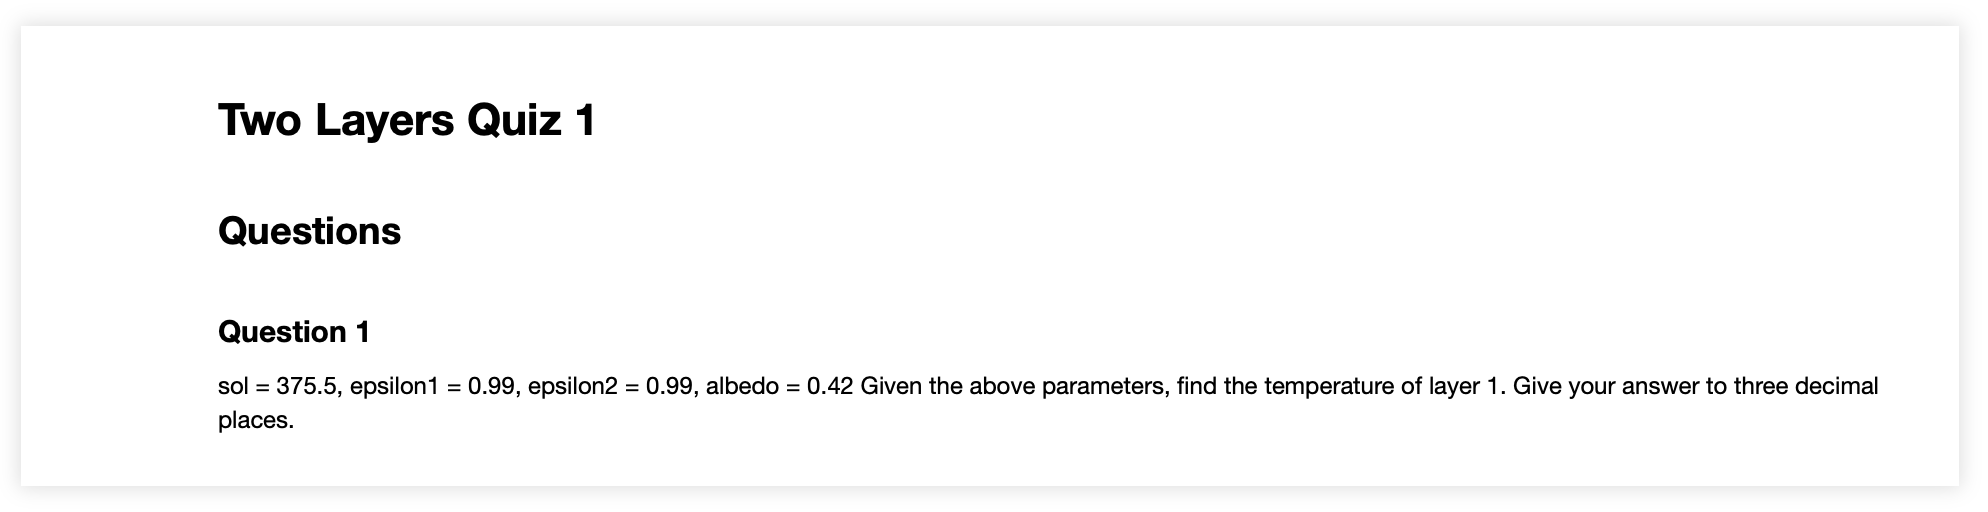 Two Layers Quiz 1
Questions
Question 1
sol = 375.5, epsilon1 = 0.99, epsilon2 = 0.99, albedo = 0.42 Given the above parameters, find the temperature of layer 1. Give your answer to three decimal
places.